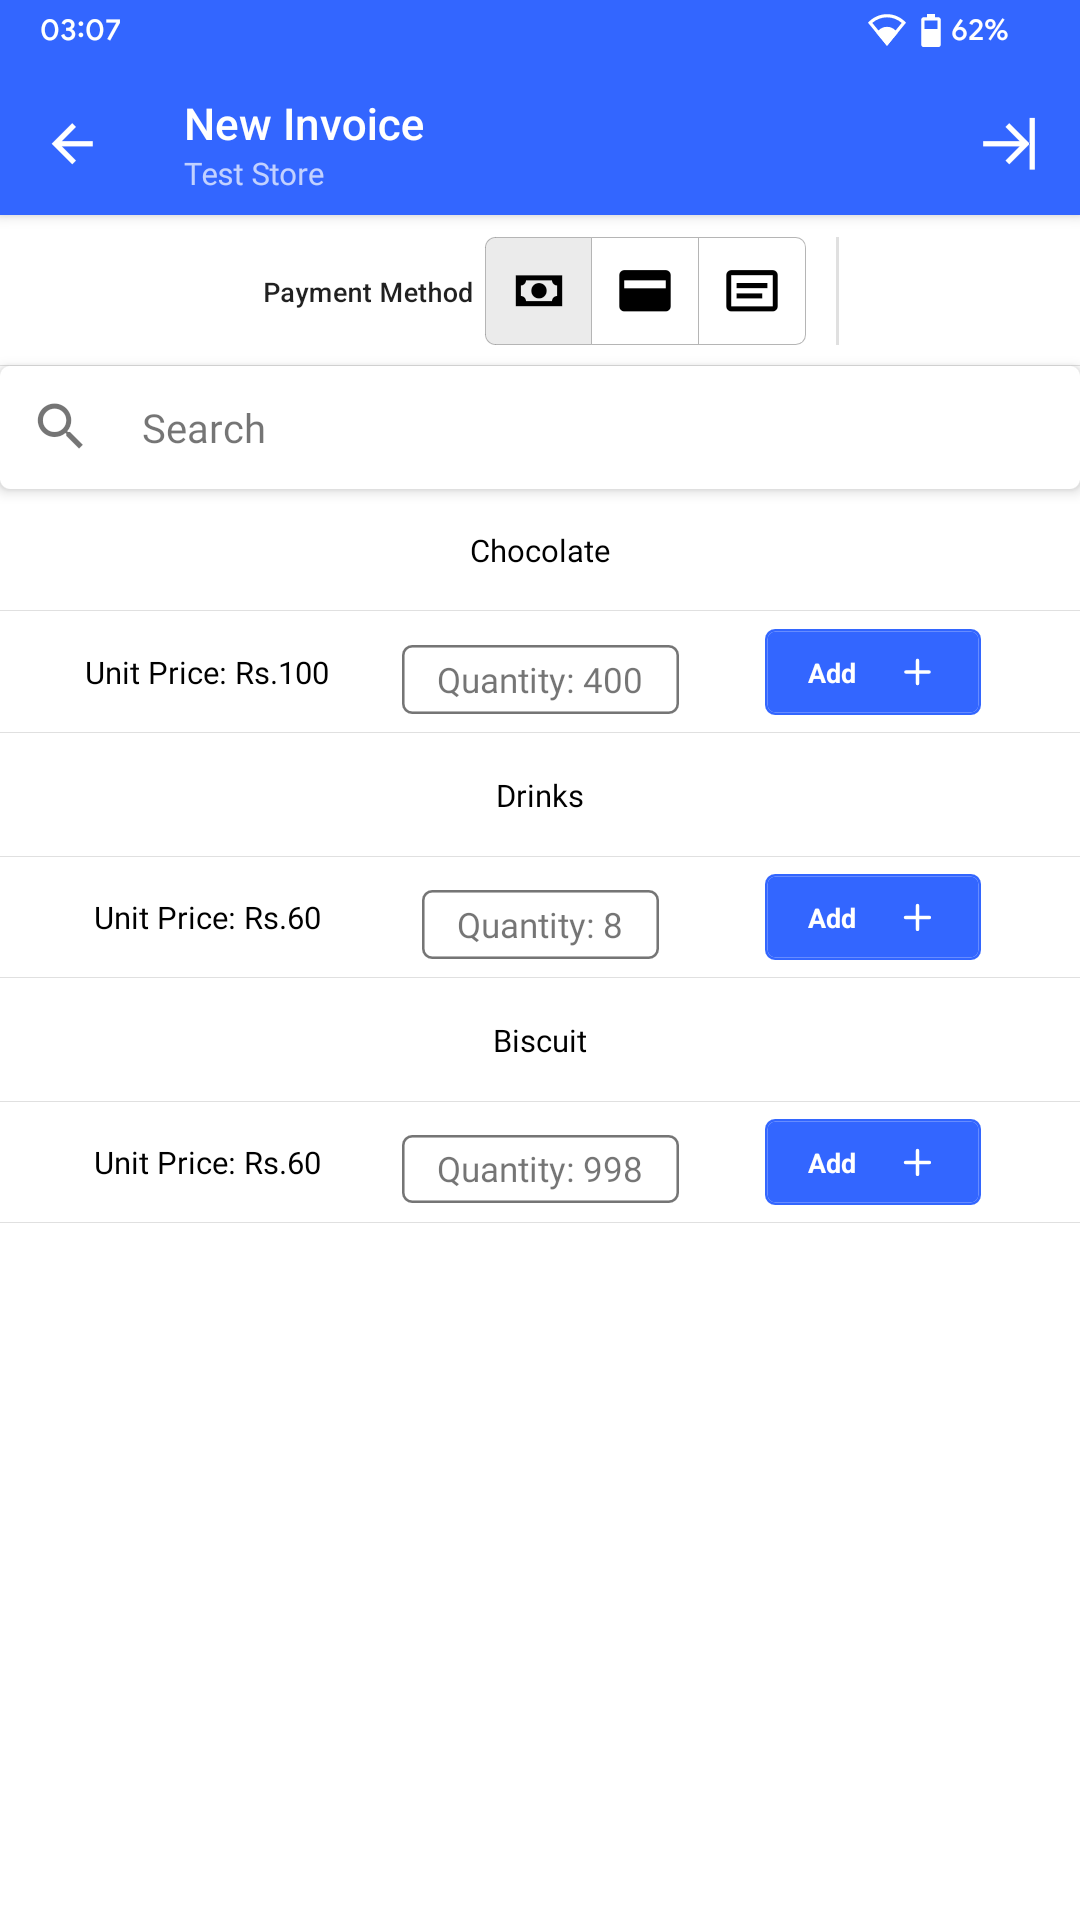 03:07
62%
New Invoice
Test Store
Payment Method
Search
Chocolate
Unit Price: Rs.100
Quantity: 400
Add
Drinks
Unit Price: Rs.60
Quantity: 8
Add
Biscuit
Unit Price: Rs.60
Quantity: 998
Add